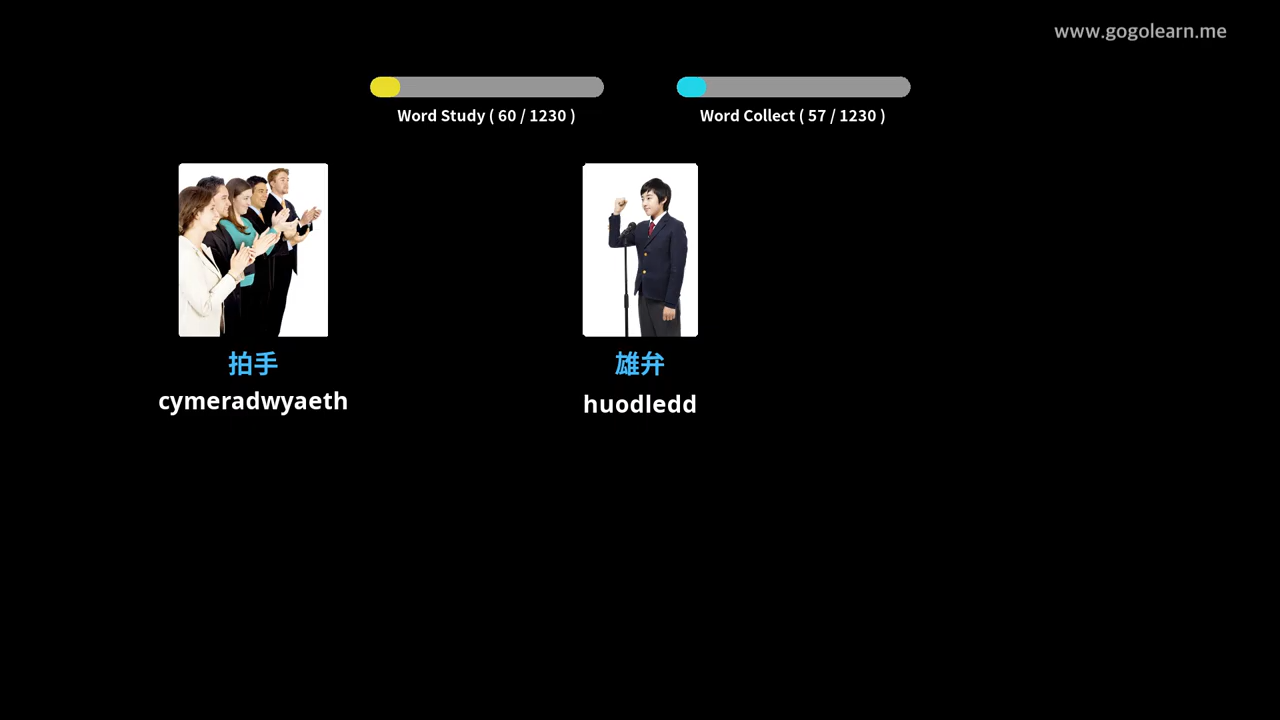 www.gogolearn.me
Word Study ( 60 / 1230 )
Word Collect ( 57 / 1230 )
拍手
cymeradwyaeth
雄弁
huodledd